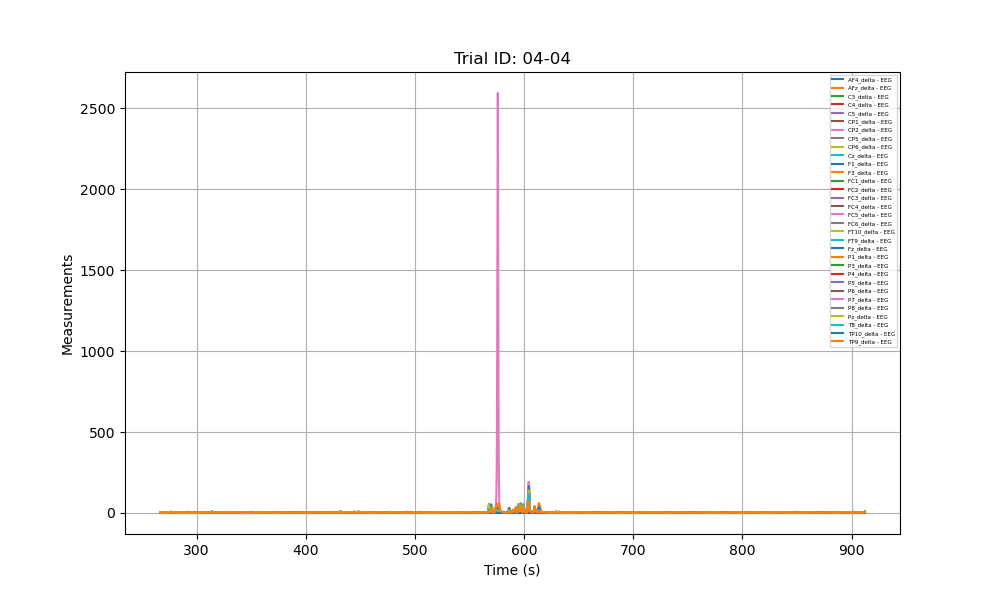 Trial ID: 04-04
AF4_delta - EEG
AFz_delta - EEG
C3_delta - EEG
C4_delta - EEG
C5_delta - EEG
CP1_delta - EEG
CP2_delta - EEG
CP5_delta - EEG
CP6_delta - EEG
Cz_delta - EEG
F1_delta - EEG
F3_delta - EEG
FC1_delta - EEG
FC2_delta - EEG
FC3_delta - EEG
FC4_delta - EEG
FC5_delta - EEG
FC6_delta - EEG
FT10_delta - EEG
FT9_delta - EEG
Fz_delta - EEG
P1_delta - EEG
P3_delta - EEG
P4_delta - EEG
P5_delta - EEG
P6_delta - EEG
P7_delta - EEG
P8_delta - EEG
Pz_delta - EEG
T8_delta - EEG
TP10_delta - EEG
TP9_delta - EEG
2500
2000
1500
1000
500
0
Measurements
300 400 500 600 700 800 900
Time (s)